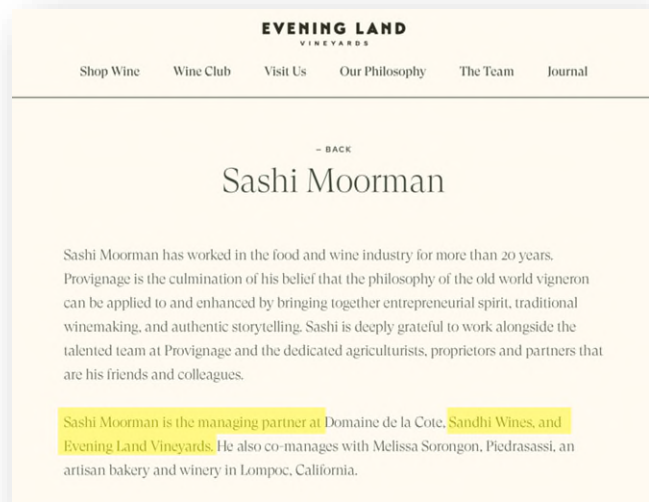 EVENING LAND
VINEYARDS
Shop Wine Wine Club Visit Us Our Philosophy The Team Journal
– BACK
Sashi Moorman
Sashi Moorman has worked in the food and wine industry for more than 20 years.
Provignage is the culmination of his belief that the philosophy of the old world vigneron
can be applied to and enhanced by bringing together entrepreneurial spirit, traditional
winemaking, and authentic storytelling. Sashi is deeply grateful to work alongside the
talented team at Provignage and the dedicated agriculturists, proprietors and partners that
are his friends and colleagues.
Sashi Moorman is the managing partner at Domaine de la Cote, Sandhi Wines, and
Evening Land Vineyards. He also co-manages with Melissa Sorongon, Piedrasassi, an
artisan bakery and winery in Lompoc, California.